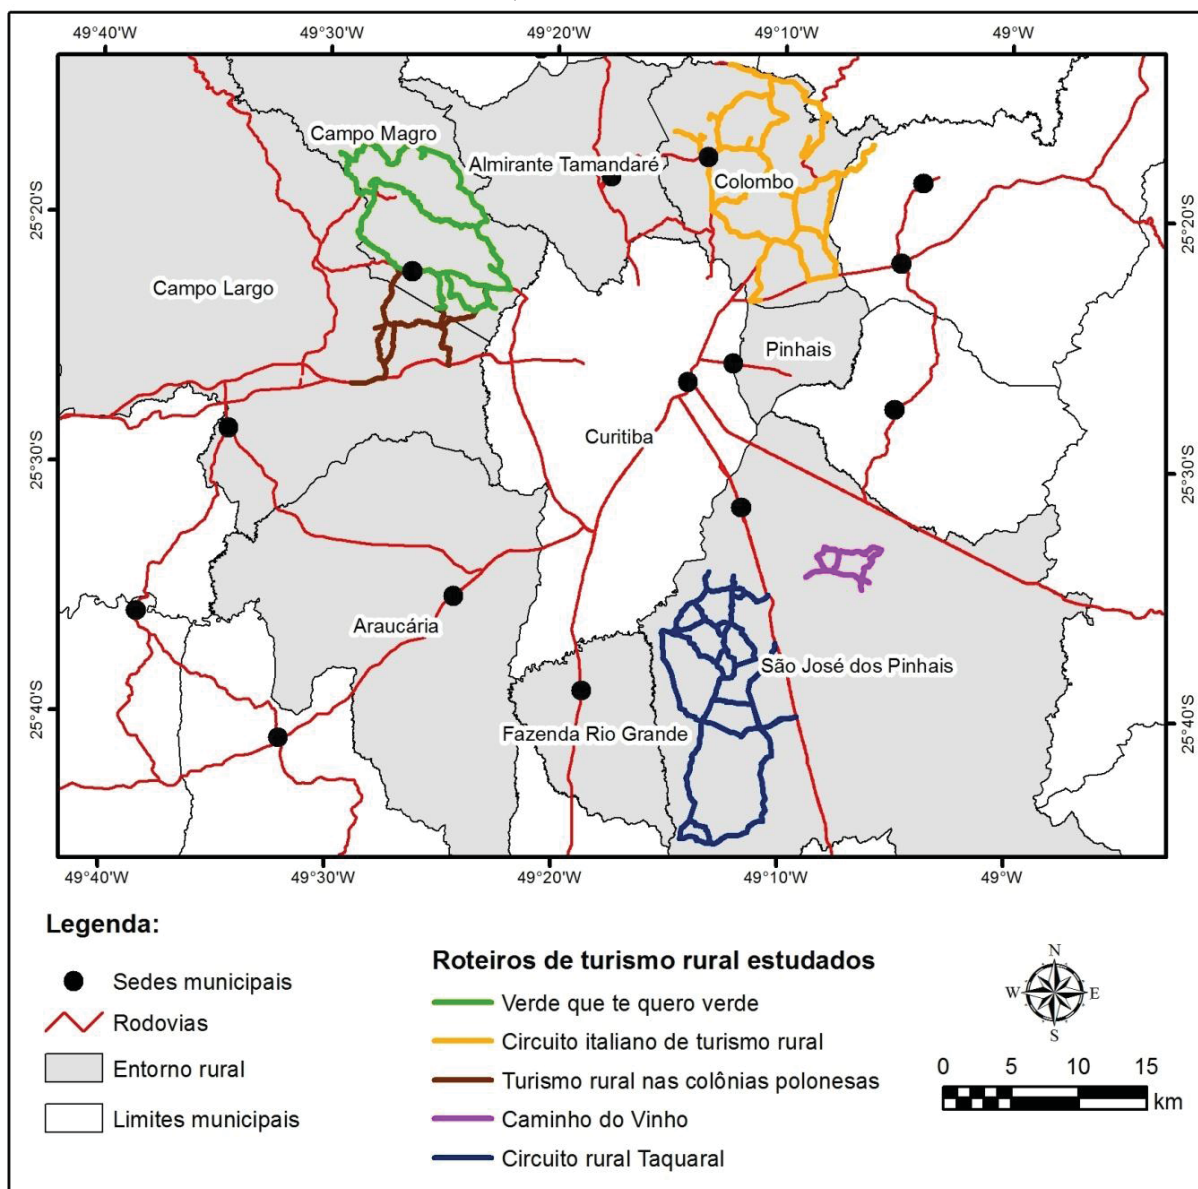 49°40'W 49°30'W 49°20'W 49°10'W 49°W
Campo Magro
Almirante Tamandaré
Colombo
25°20'S 25°20'S
Campo Largo
Pinhais
Curitiba
25°30'S 25°30'S
Araucária
São José dos Pinhais
25°40'S 25°40'S
Fazenda Rio Grande
49°40'W 49°30'W 49°20'W 49°10'W 49°W
Legenda:
Sedes municipais
Rodovias
Entorno rural
Limites municipais
Roteiros de turismo rural estudados
Verde que te quero verde
Circuito italiano de turismo rural
Turismo rural nas colônias polonesas
Caminho do Vinho
Circuito rural Taquaral
N
W E
S
0 5 10 15
km